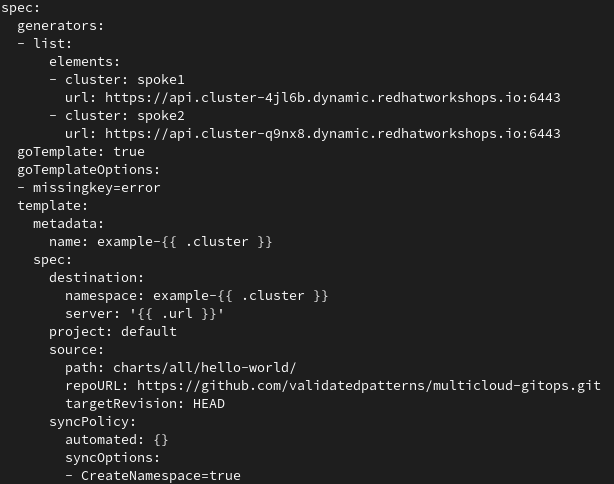 spec:
  generators:
  - list:
      elements:
      - cluster: spoke1
        url: https://api.cluster-4jl6b.dynamic.redhatworkshops.io:6443
      - cluster: spoke2
        url: https://api.cluster-q9nx8.dynamic.redhatworkshops.io:6443
  goTemplate: true
  goTemplateOptions:
  - missingkey=error
  template:
    metadata:
      name: example-{{ .cluster }}
    spec:
      destination:
        namespace: example-{{ .cluster }}
        server: '{{ .url }}'
      project: default
      source:
        path: charts/all/hello-world/
        repoURL: https://github.com/validatedpatterns/multicloud-gitops.git
        targetRevision: HEAD
      syncPolicy:
        automated: {}
        syncOptions:
        - CreateNamespace=true